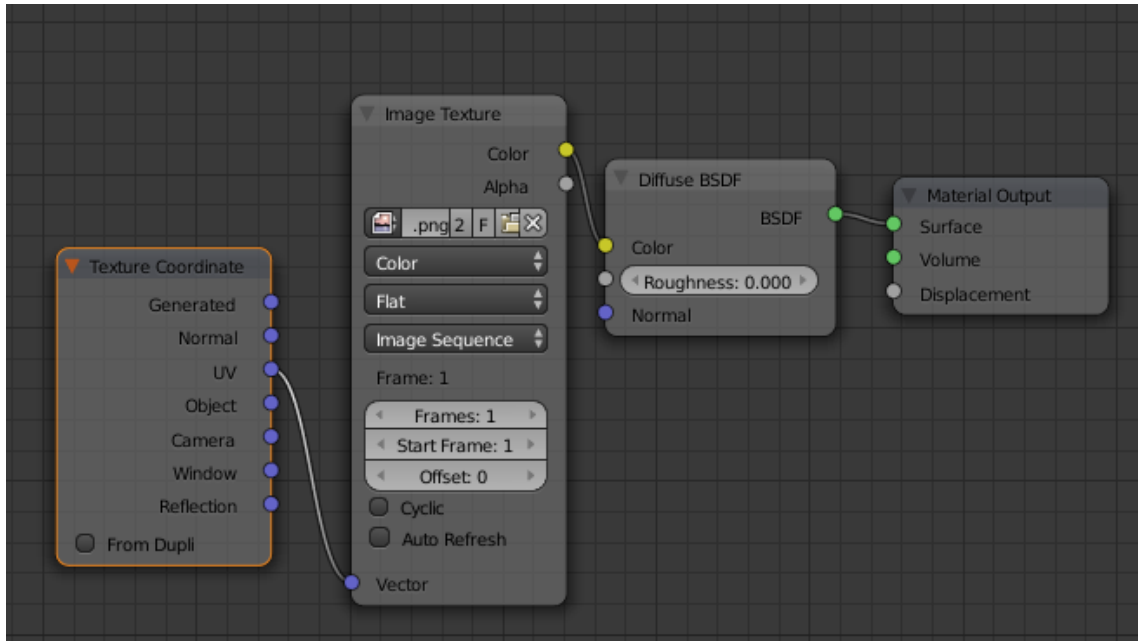 Texture Coordinate
Generated
Normal
UV
Object
Camera
Window
Reflection
From Dupli
Image Texture
Color
Alpha
.png 2 F
Color
Flat
Image Sequence
Frame: 1
Frames: 1
Start Frame: 1
Offset: 0
Cyclic
Auto Refresh
Vector
Diffuse BSDF
BSDF
Color
Roughness: 0.000
Normal
Material Output
Surface
Volume
Displacement